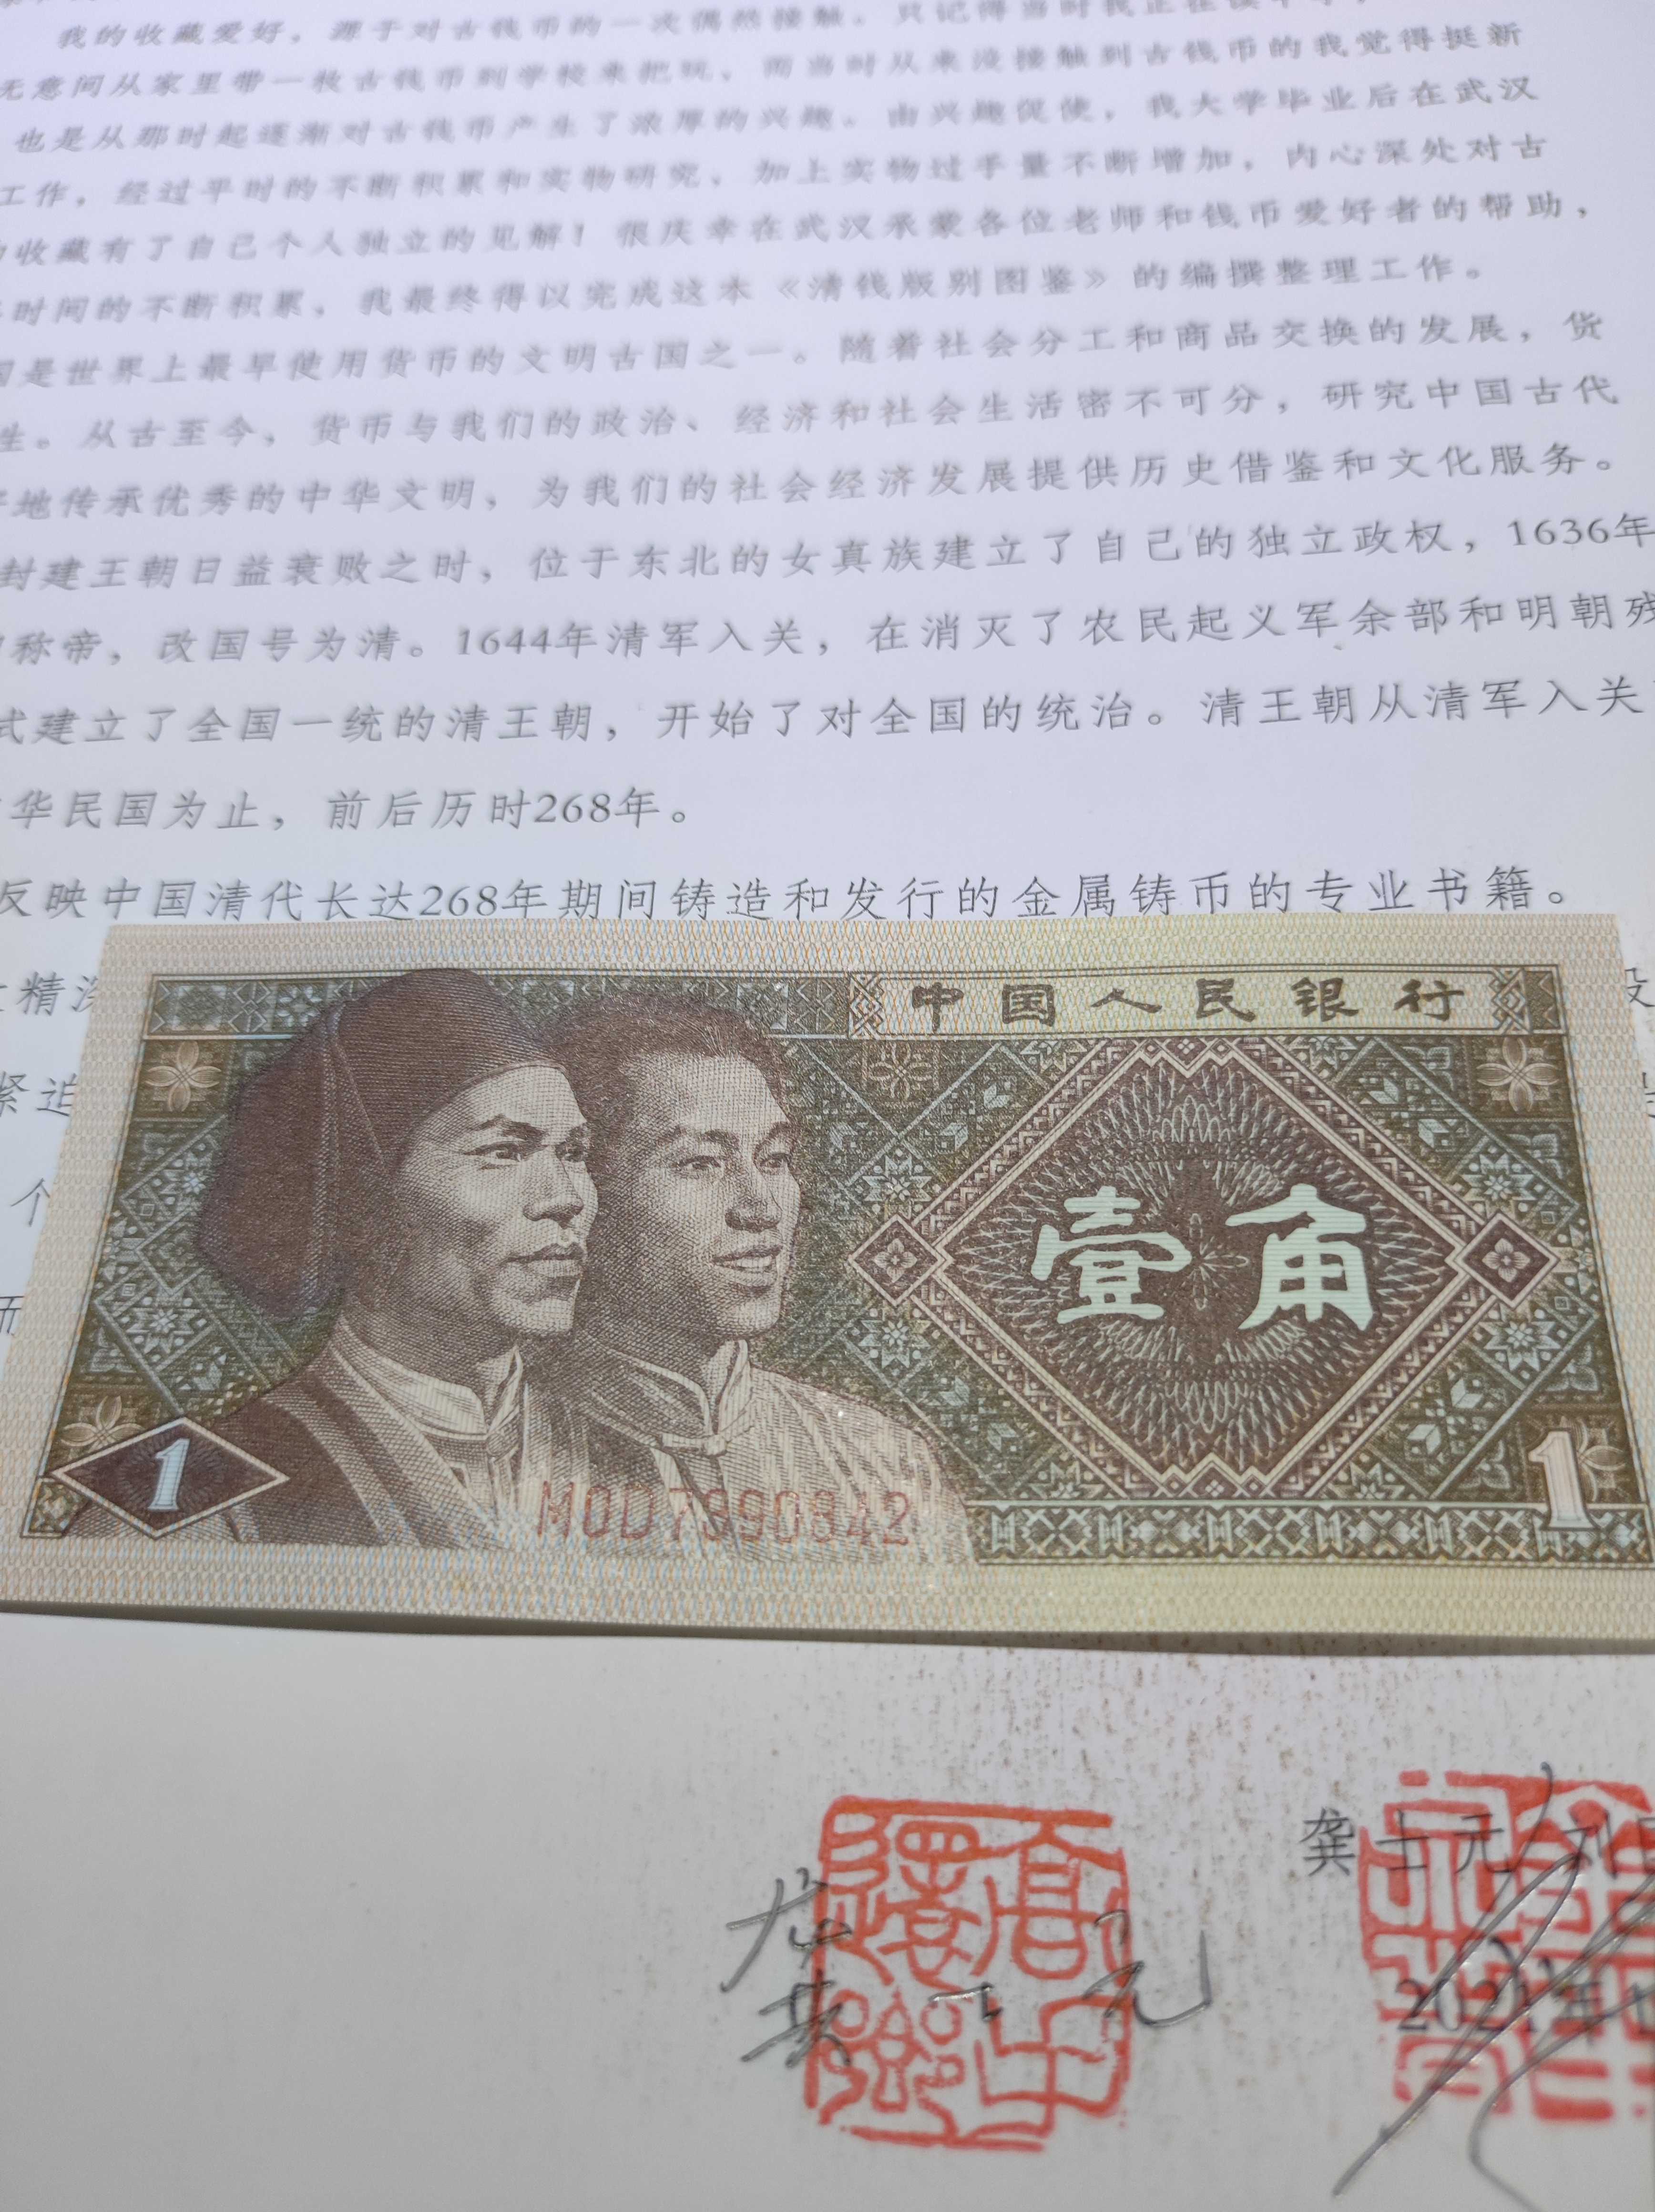 我的收藏爱好，源于对古钱币的一次偶然接触。只记得当时我正在读
无意间从家里带一枚古钱币到学校来把玩，而当时从来没接触到古钱币的我觉得挺新
也是从那时起逐渐对古钱币产生了浓厚的兴趣。由兴趣促使，我大学毕业后在武汉
工作，经过平时的不断积累和实物研究，加上实物过手量不断增加，内心深处对古
收藏有了自己个人独立的见解！很庆幸在武汉承蒙各位老师和钱币爱好者的帮助，
时间的不断积累，我最终得以完成这本《清钱版别图鉴》的编撰整理工作。
国是世界上最早使用货币的文明古国之一。随着社会分工和商品交换的发展，货
生。从古至今，货币与我们的政治、经济和社会生活密不可分，研究中国古代
地传承优秀的中华文明，为我们的社会经济发展提供历史借鉴和文化服务。
封建王朝日益衰败之时，位于东北的女真族建立了自己的独立政权，1636年
称帝，改国号为清。1644年清军入关，在消灭了农民起义军余部和明朝残
式建立了全国一统的清王朝，开始了对全国的统治。清王朝从清军入关
华民国为止，前后历时268年。
反映中国清代长达268年期间铸造和发行的金属铸币的专业书籍。
精深
紧迫
个
而
中国人民银行
壹角
1
1
MOD7890842
龚士元
龚士元
2021年